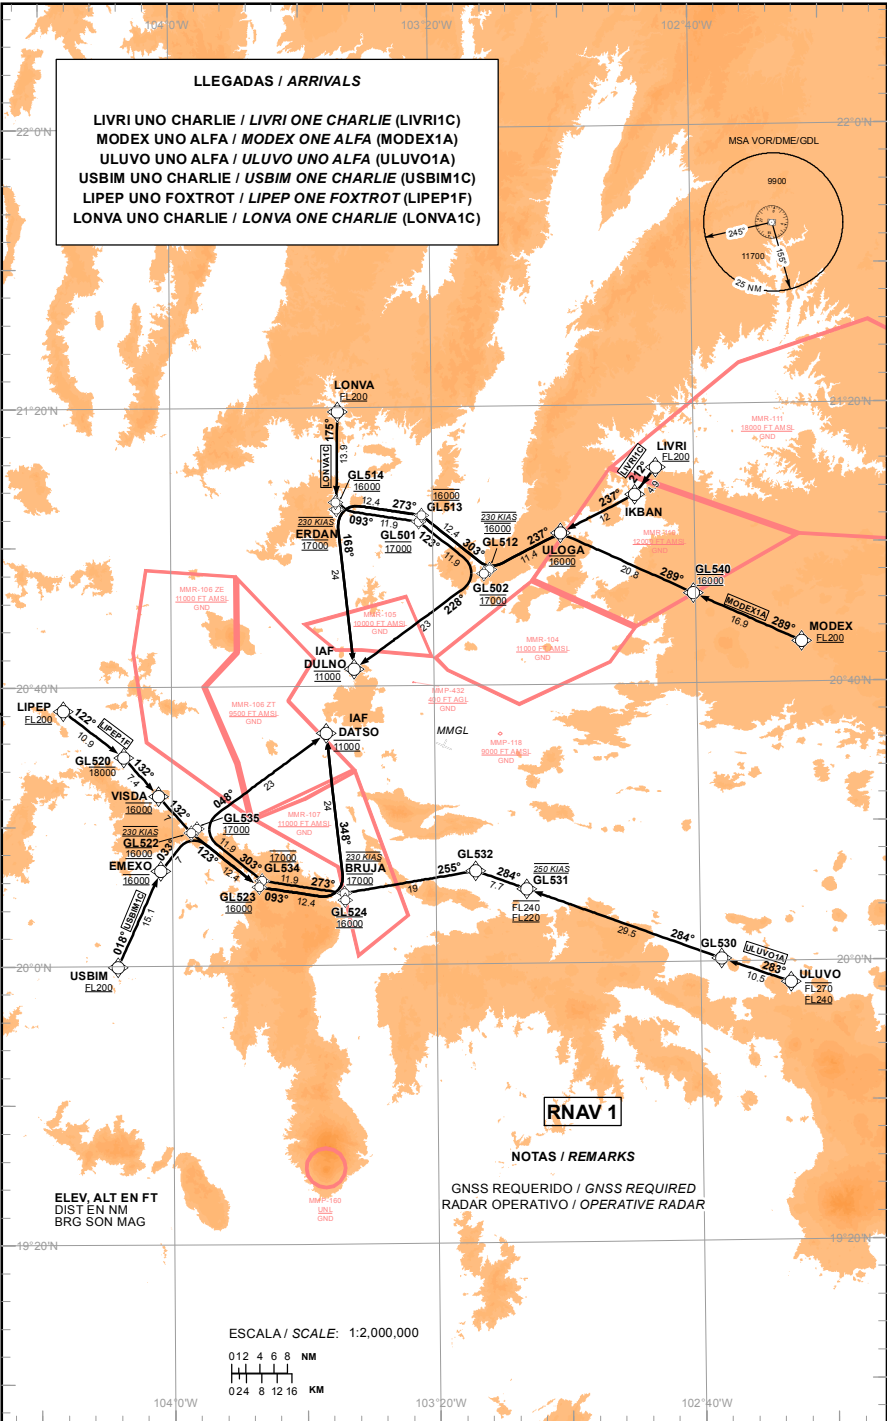 104°0'W
103°20'W
102°40'W
LLEGADAS / ARRIVALS
LIVRI UNO CHARLIE / LIVRI ONE CHARLIE (LIVRI1C)
MODEX UNO ALFA / MODEX ONE ALFA (MODEX1A)
ULUVO UNO ALFA / ULUVO UNO ALFA (ULUVO1A)
USBIM UNO CHARLIE / USBIM ONE CHARLIE (USBIM1C)
LIPEP UNO FOXTROT / LIPEP ONE FOXTROT (LIPEP1F)
LONVA UNO CHARLIE / LONVA ONE CHARLIE (LONVA1C)
22°0'N
22°0'N
MSA VOR/DME/GDL
9900
245°
11700
155°
25 NM
21°20'N
21°20'N
LONVA
FL200
175°
13.9
LONVA1C
GL514
16000
230 KIAS
ERDAN
17000
12.4
273°
093°
11.9
16000
GL513
GL501
17000
12.4
303°
123°
11.9
230 KIAS
16000
GL512
GL502
17000
237°
11.4
ULOGA
16000
237°
12
LIVRI1C
212°
4.9
LIVRI
FL200
IKBAN
MMR-111
18000 FT AMSL
GND
GND
20.8
289°
GL540
16000
MODEX1A
16.9
289°
MODEX
FL200
168°
24
228°
23
IAF
DULNO
11000
MMR-106 ZE
11000 FT AMSL
GND
MMR-105
10000 FT AMSL
GND
MMR-104
11000 FT AMSL
GND
20°40'N
20°40'N
MMR-106 ZT
9500 FT AMSL
GND
MMP-432
400 FT AGL
GND
MMP-118
9000 FT AMSL
GND
MMGL
IAF
DATSO
11000
LIPEP
FL200
122°
10.9
LIPEP1F
GL520
18000
132°
7.4
VISDA
16000
132°
7
048°
23
GL535
17000
230 KIAS
GL522
16000
EMEXO
16000
033°
7
MMR-107
11000 FT AMSL
GND
348°
24
11.9
303°
123°
12.4
17000
GL534
GL523
16000
11.9
273°
093°
12.4
230 KIAS
BRUJA
17000
GL524
16000
255°
19
GL532
284°
7.7
250 KIAS
GL531
FL240
FL220
284°
29.5
GL530
ULUVO1A
283°
10.5
ULUVO
FL270
FL240
018°
USBIM1C
15.1
USBIM
FL200
20°0'N
20°0'N
RNAV 1
NOTAS / REMARKS
GNSS REQUERIDO / GNSS REQUIRED
RADAR OPERATIVO / OPERATIVE RADAR
MMP-160
UNL
GND
ELEV, ALT EN FT
DIST EN NM
BRG SON MAG
19°20'N
19°20'N
ESCALA / SCALE: 1:2,000,000
0 1 2 4 6 8 NM
0 2 4 8 12 16 KM
104°0'W
103°20'W
102°40'W